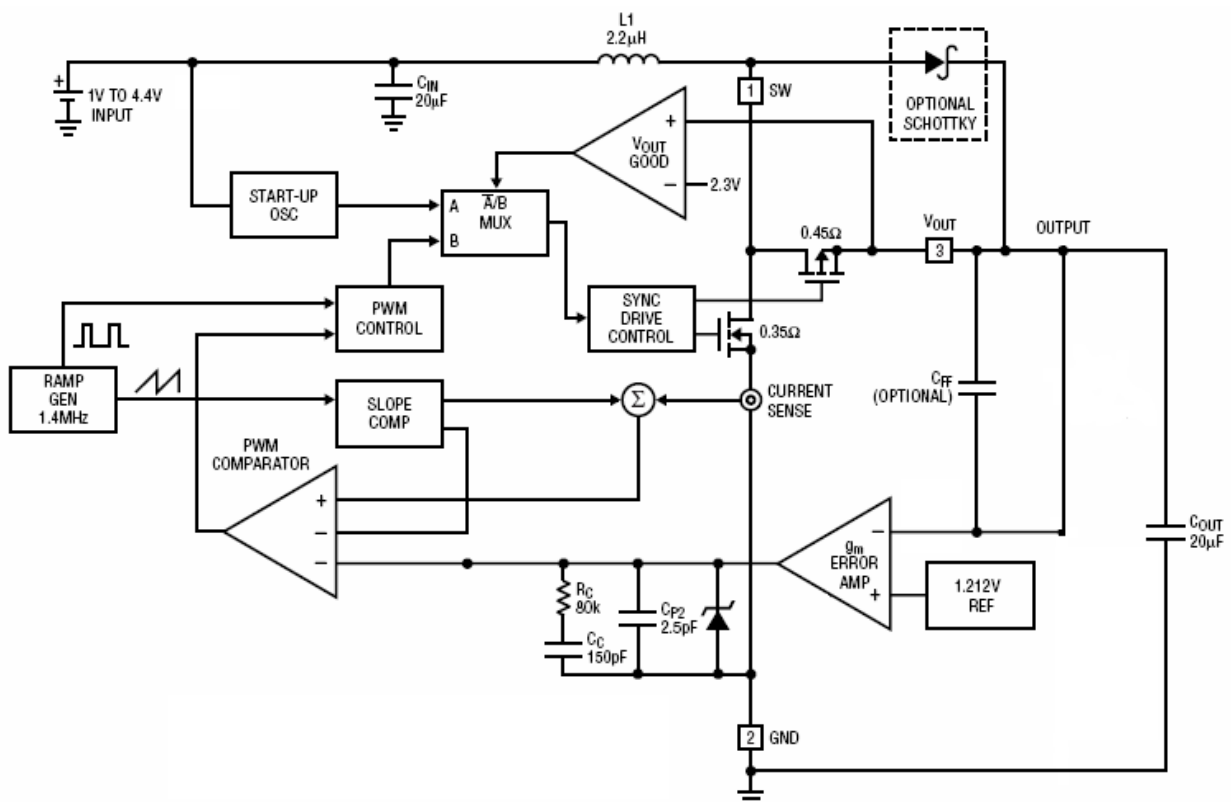 L1
2.2μH
+
1V TO 4.4V
INPUT
CIN
20μF
1
SW
OPTIONAL
SCHOTTKY
+
VOUT
GOOD
−
2.3V
START-UP
OSC
A
B
A̅/B
MUX
0.45Ω
VOUT
3
OUTPUT
PWM
CONTROL
SYNC
DRIVE
CONTROL
0.35Ω
RAMP
GEN
1.4MHz
SLOPE
COMP
Σ
CURRENT
SENSE
CFF
(OPTIONAL)
PWM
COMPARATOR
+
−
−
RC
80k
CC
150pF
CP2
2.5pF
−
gm
ERROR
AMP
+
1.212V
REF
COUT
20μF
2
GND